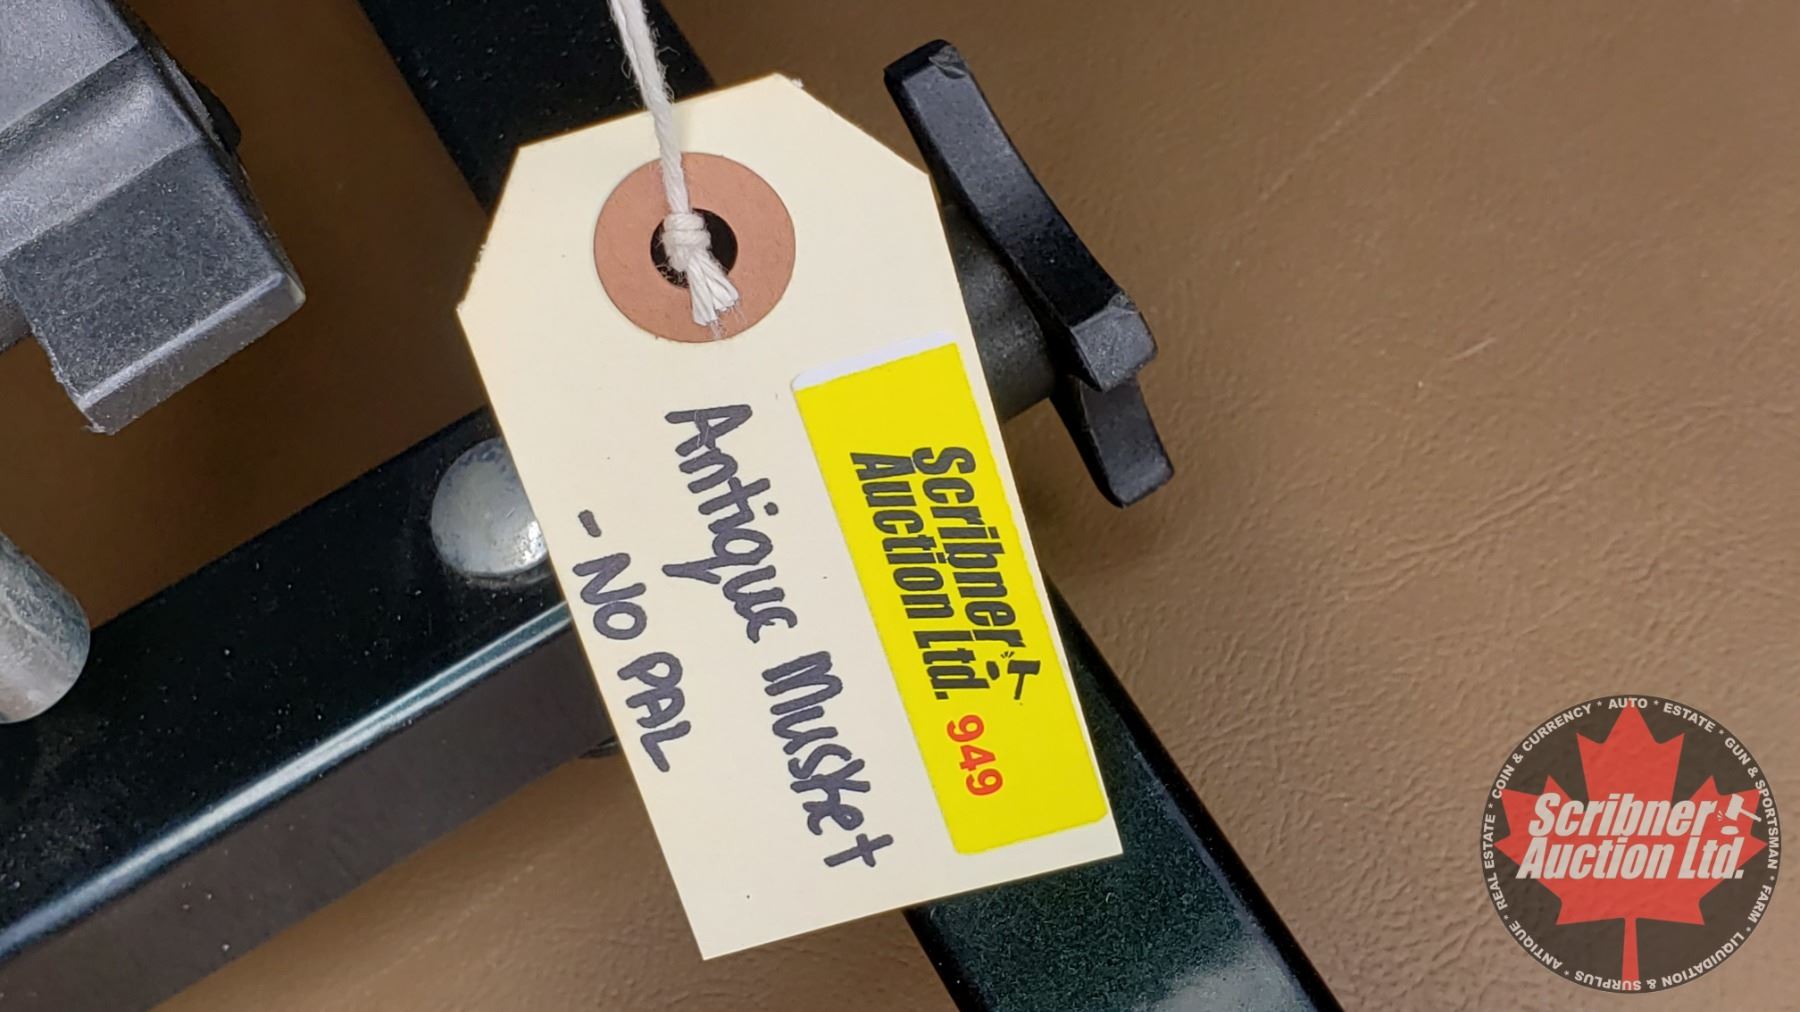 Scribner
Auction Ltd. 949
Antique Musket
- NO PAL
Scribner
Auction Ltd.
REAL ESTATE * COIN & CURRENCY * AUTO * ESTATE * GUN & SPORTSMAN * FARM * LIQUIDATION & SURPLUS * ANTIQUE *